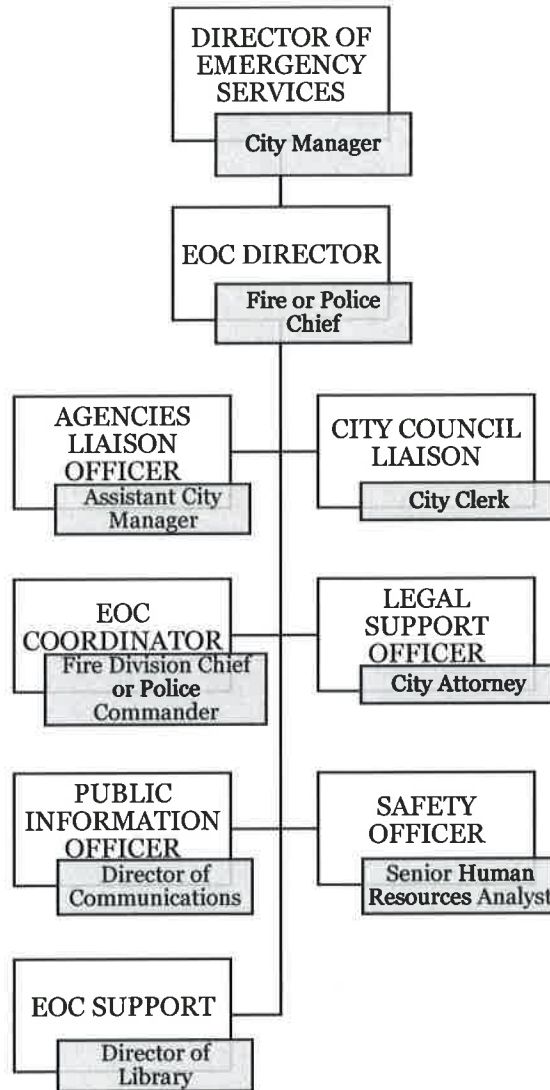 DIRECTOR OF
EMERGENCY
SERVICES
City Manager
EOC DIRECTOR
Fire or Police
Chief
AGENCIES
LIAISON
OFFICER
Assistant City
Manager
CITY COUNCIL
LIAISON
City Clerk
EOC
COORDINATOR
Fire Division Chief
or Police
Commander
LEGAL
SUPPORT
OFFICER
City Attorney
PUBLIC
INFORMATION
OFFICER
Director of
Communications
SAFETY
OFFICER
Senior Human
Resources Analyst
EOC SUPPORT
Director of
Library